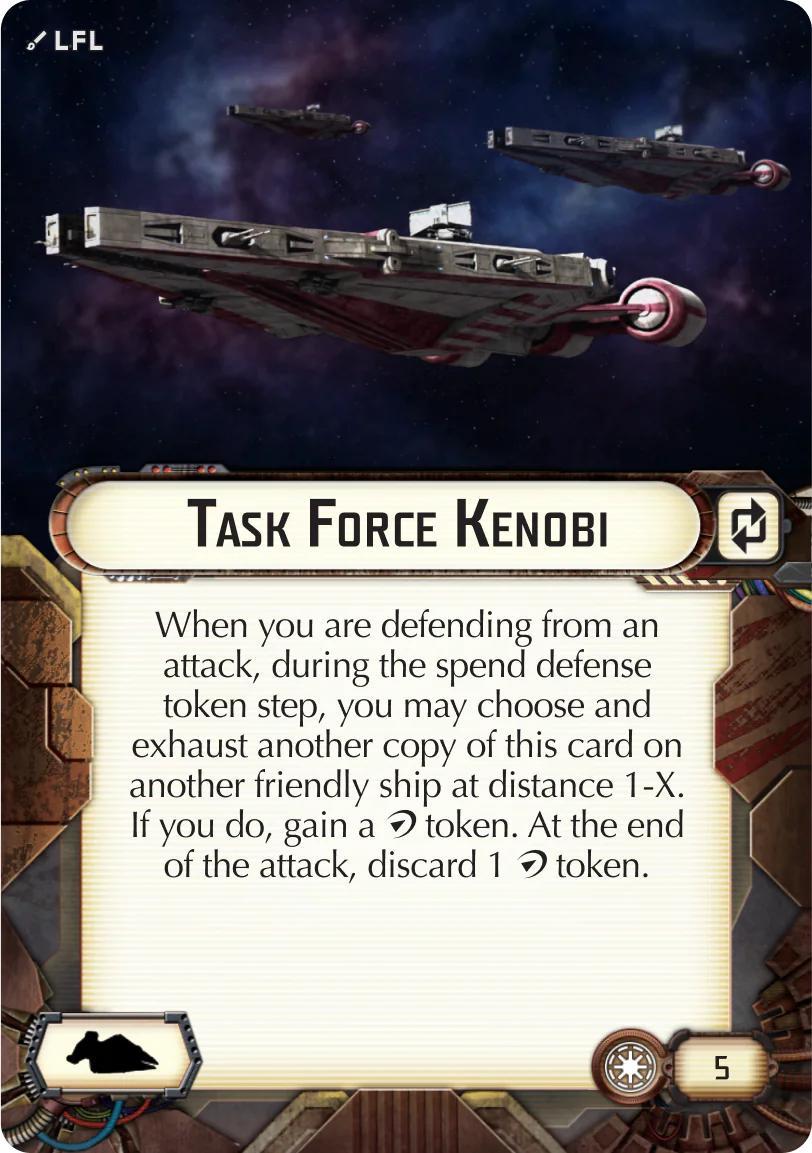 LFL
TASK FORCE KENOBI
When you are defending from an
attack, during the spend defense
token step, you may choose and
exhaust another copy of this card on
another friendly ship at distance 1-X.
If you do, gain a token. At the end
of the attack, discard 1 token.
5